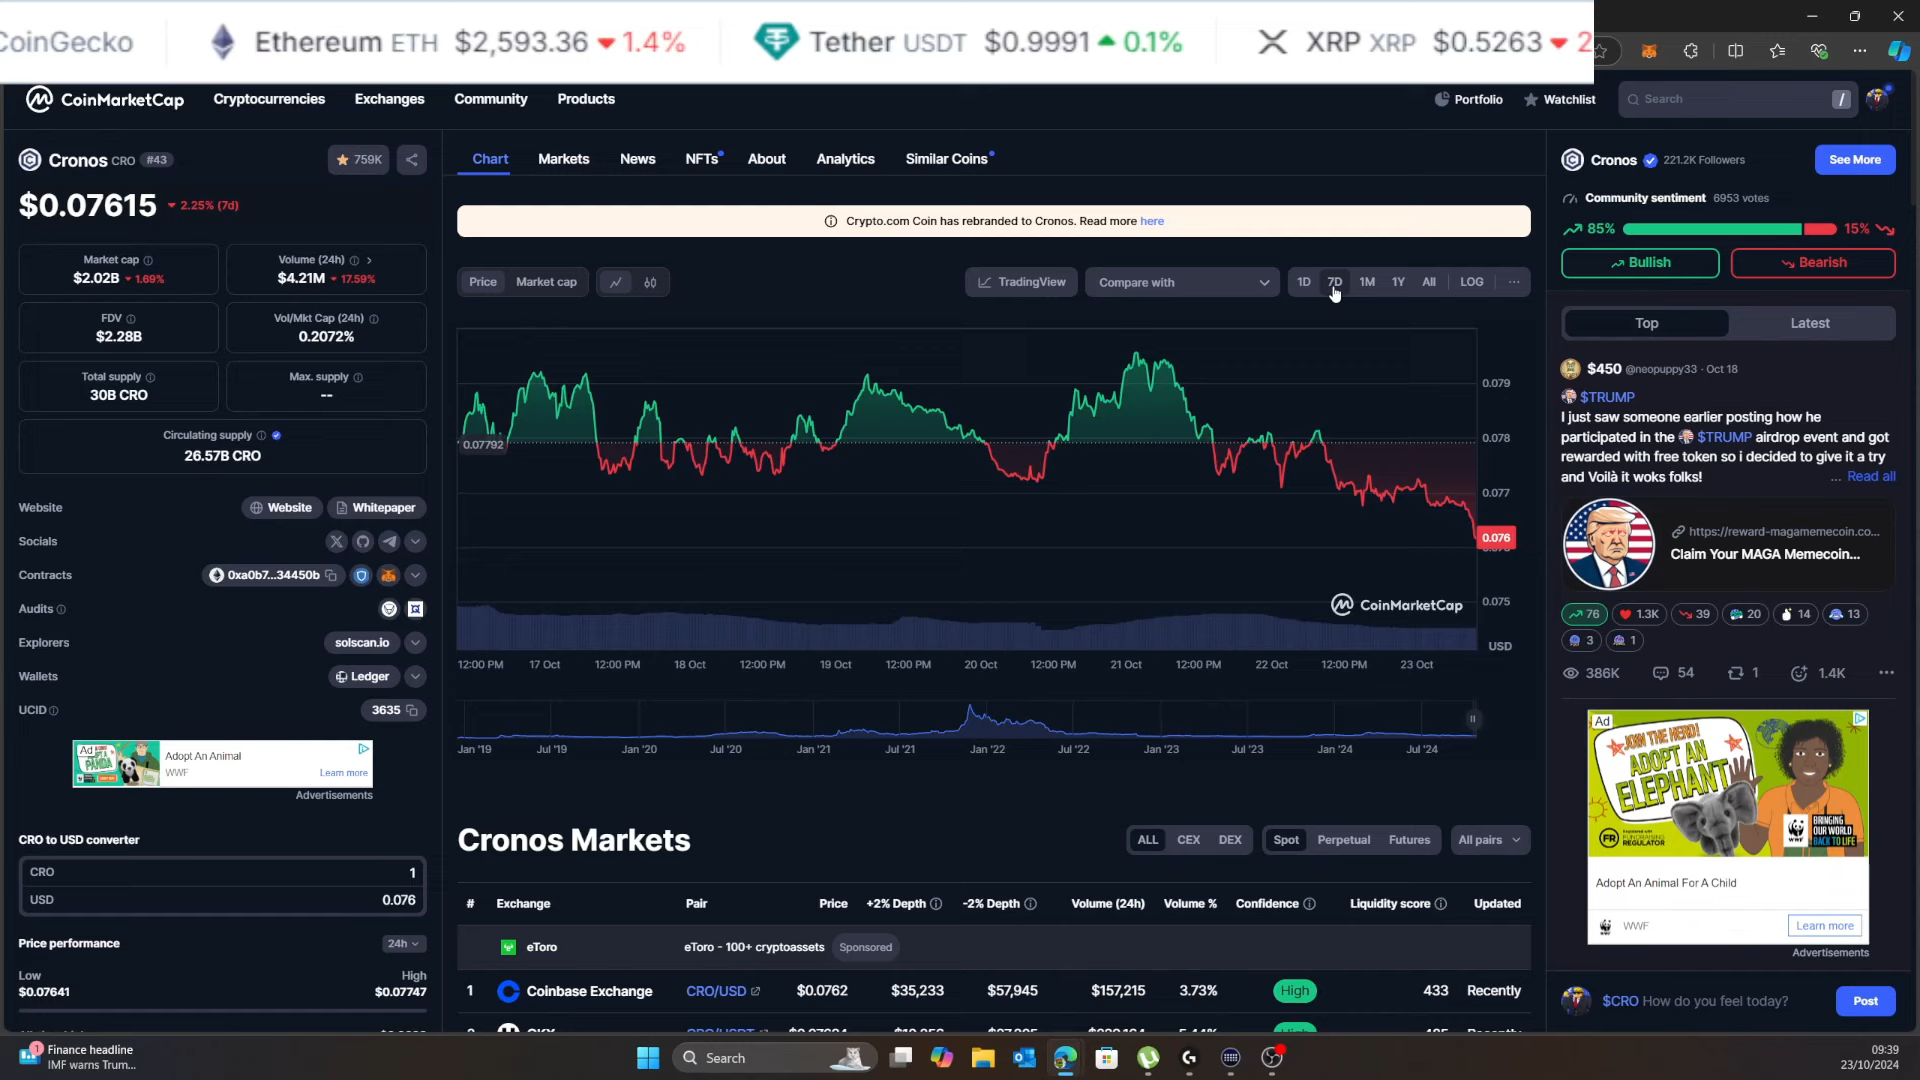 CoinGecko Ethereum ETH $2,593.36 1.4% Tether USDT $0.9991 0.1% XRP XRP $0.5263 2
CoinMarketCap Cryptocurrencies Exchanges Community Products Portfolio Watchlist Search /
Cronos CRO #43 759K
$0.07615 2.25% (7d)
Market cap
$2.02B 1.69%
Volume (24h)
$4.21M 17.59%
FDV
$2.28B
Vol/Mkt Cap (24h)
0.2072%
Total supply
30B CRO
Max. supply
--
Circulating supply
26.57B CRO
Website Website Whitepaper
Socials
Contracts 0xa0b7...34450b
Audits
Explorers solscan.io
Wallets Ledger
UCID 3635
Ad
Adopt An Animal
WWF Learn more
Advertisements
CRO to USD converter
CRO 1
USD 0.076
Price performance 24h
Low High
$0.07641 $0.07747
Chart Markets News NFTs About Analytics Similar Coins
Crypto.com Coin has rebranded to Cronos. Read more here
Price Market cap TradingView Compare with 1D 7D 1M 1Y All LOG ...
0.079
0.07792
0.078
0.077
0.076
0.075
CoinMarketCap
USD
12:00 PM 17 Oct 12:00 PM 18 Oct 12:00 PM 19 Oct 12:00 PM 20 Oct 12:00 PM 21 Oct 12:00 PM 22 Oct 12:00 PM 23 Oct
Jan '19 Jul '19 Jan '20 Jul '20 Jan '21 Jul '21 Jan '22 Jul '22 Jan '23 Jul '23 Jan '24 Jul '24
Cronos Markets ALL CEX DEX Spot Perpetual Futures All pairs
# Exchange Pair Price +2% Depth -2% Depth Volume (24h) Volume % Confidence Liquidity score Updated
eToro eToro - 100+ cryptoassets Sponsored
1 Coinbase Exchange CRO/USD $0.0762 $35,233 $57,945 $157,215 3.73% High 433 Recently
Cronos 221.2K Followers See More
Community sentiment 6953 votes
85% 15%
Bullish Bearish
Top Latest
$450 @neopuppy33 · Oct 18
$TRUMP
I just saw someone earlier posting how he
participated in the $TRUMP airdrop event and got
rewarded with free token so i decided to give it a try
and Voilà it woks folks! ... Read all
https://reward-magamemecoin.co...
Claim Your MAGA Memecoin...
76 1.3K 39 20 14 13
3 1
386K 54 1 1.4K
Ad
JOIN THE HERD!
ADOPT AN
ELEPHANT
FR FUNDRAISING REGULATOR
WWF
BRINGING
OUR WORLD
BACK TO LIFE
Adopt An Animal For A Child
WWF Learn more
Advertisements
$CRO How do you feel today? Post
1 Finance headline
IMF warns Trum...
Search
09:39
23/10/2024